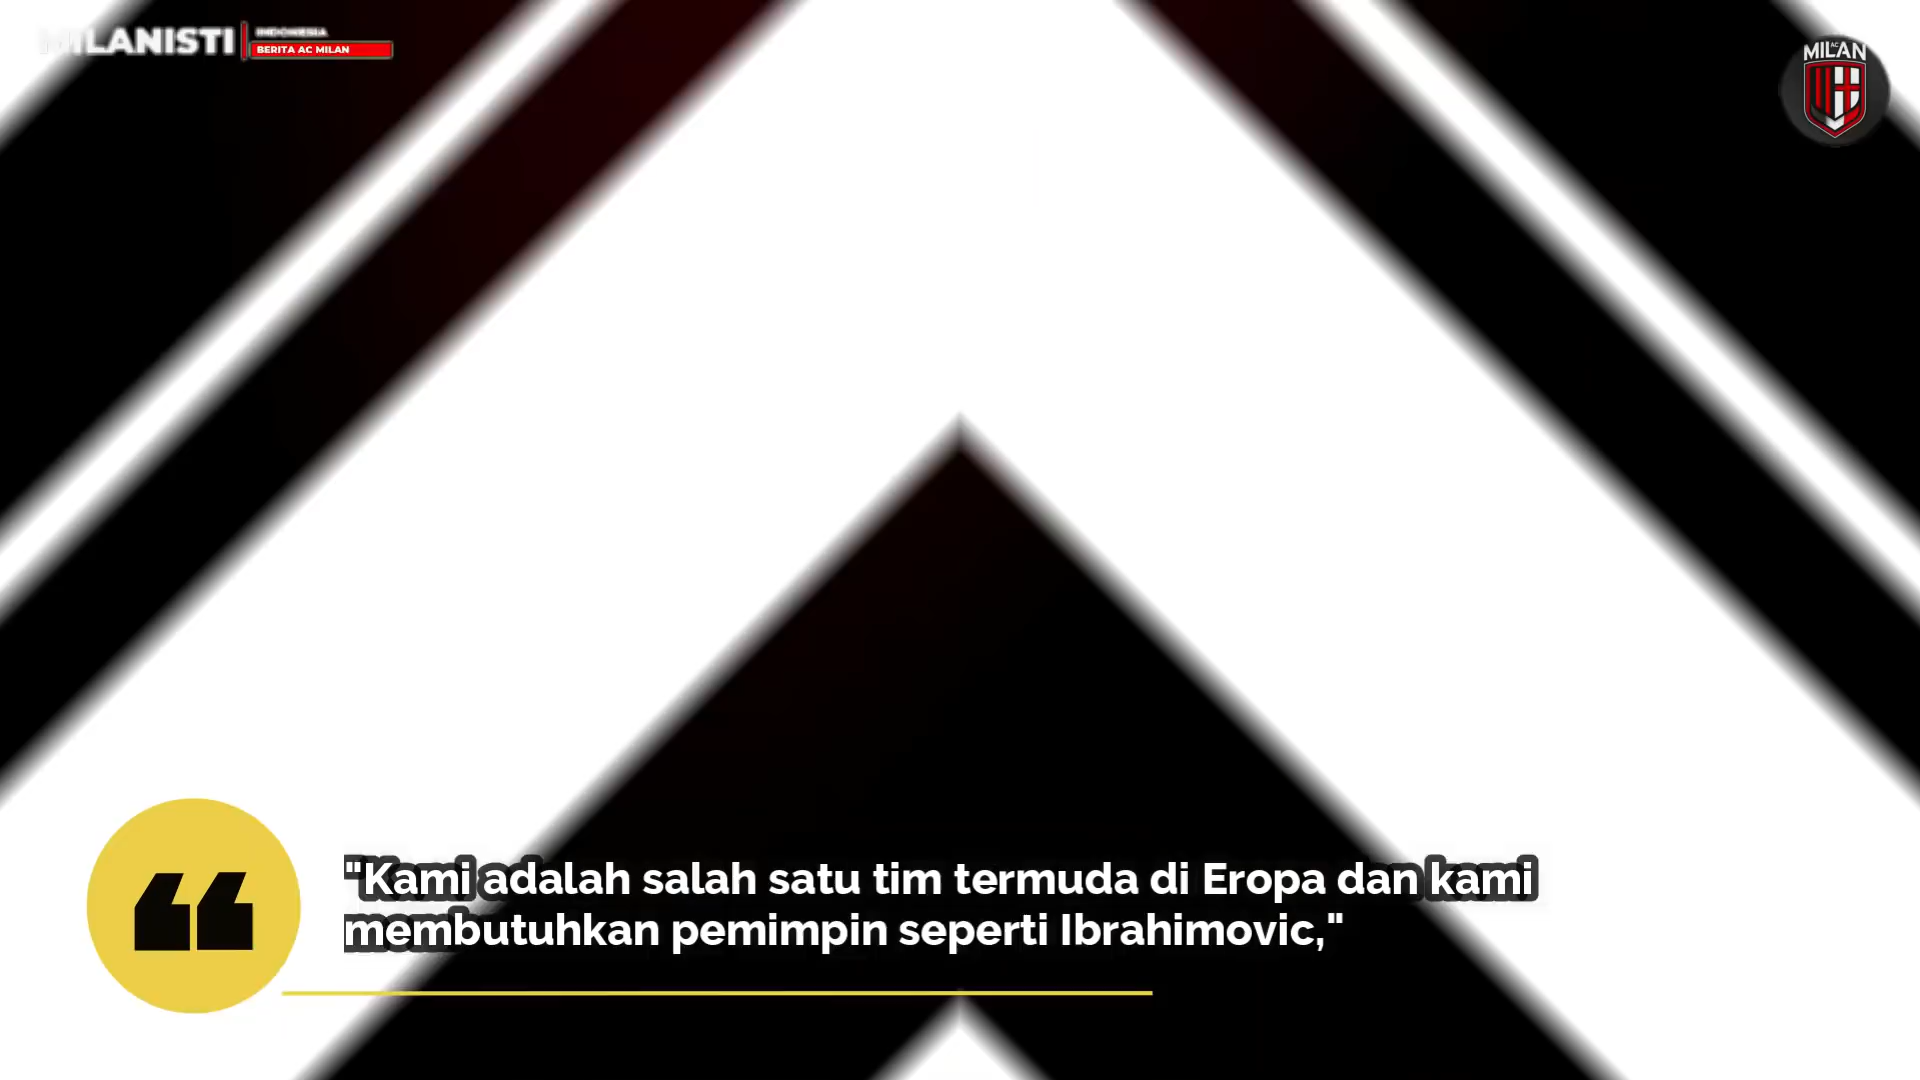 MILANISTI
INDONESIA
BERITA AC MILAN
AC
MILAN
"Kami adalah salah satu tim termuda di Eropa dan kami
membutuhkan pemimpin seperti Ibrahimovic,"